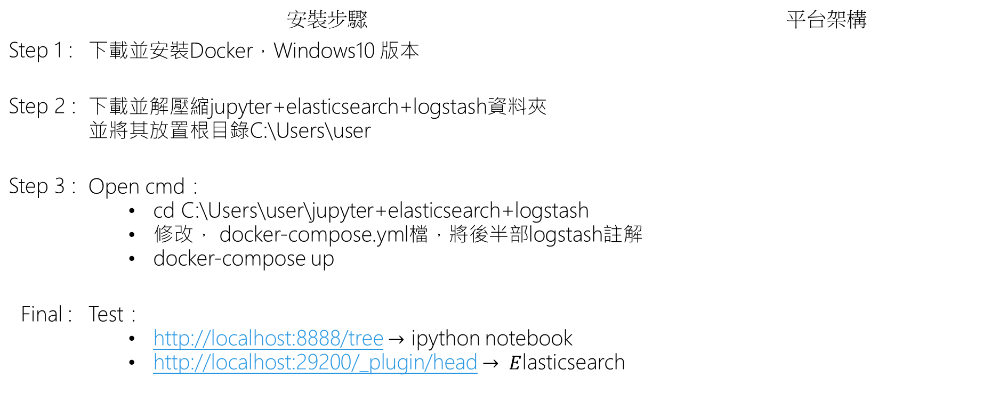 安裝步驟
平台架構
Step 1 : 下載並安裝Docker，Windows10 版本
Step 2 : 下載並解壓縮jupyter+elasticsearch+logstash資料夾
並將其放置根目錄C:\Users\user
Step 3 : Open cmd：
• cd C:\Users\user\jupyter+elasticsearch+logstash
• 修改， docker-compose.yml檔，將後半部logstash註解
• docker-compose up
Final : Test：
• http://localhost:8888/tree → ipython notebook
• http://localhost:29200/_plugin/head → Elasticsearch